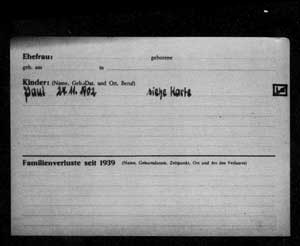 Ehefrau: geborene
geb. am in
Kinder: (Name, Geb.-Dat. und Ort, Beruf)
Paul 27.11.1902 siehe Karte
Familienverluste seit 1939 (Name, Geburtsdatum, Zeitpunkt, Ort und Art des Verlustes)